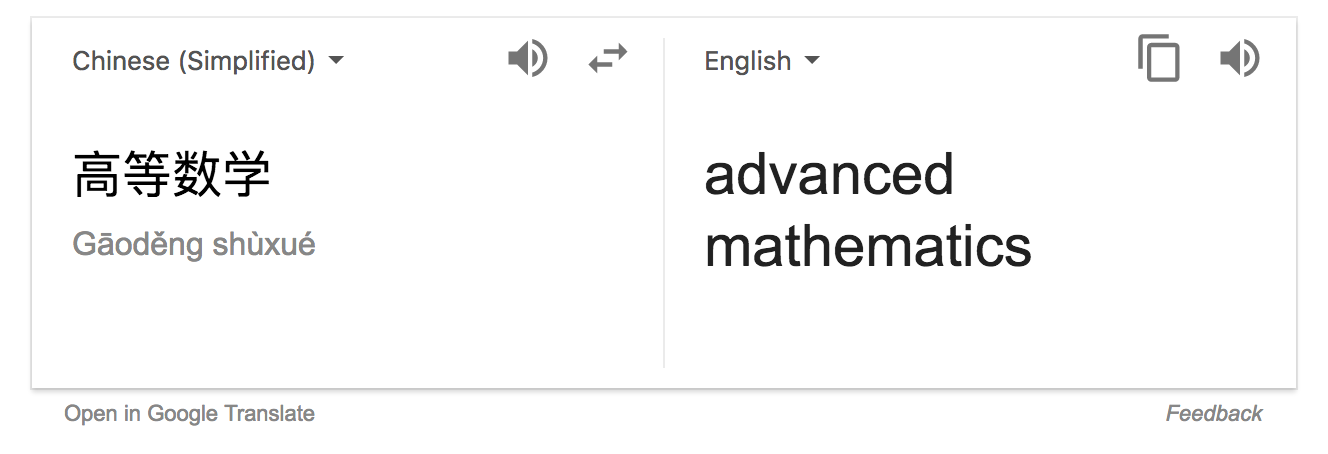 Chinese (Simplified)
高等数学
Gāoděng shùxué
English
advanced
mathematics
Open in Google Translate
Feedback